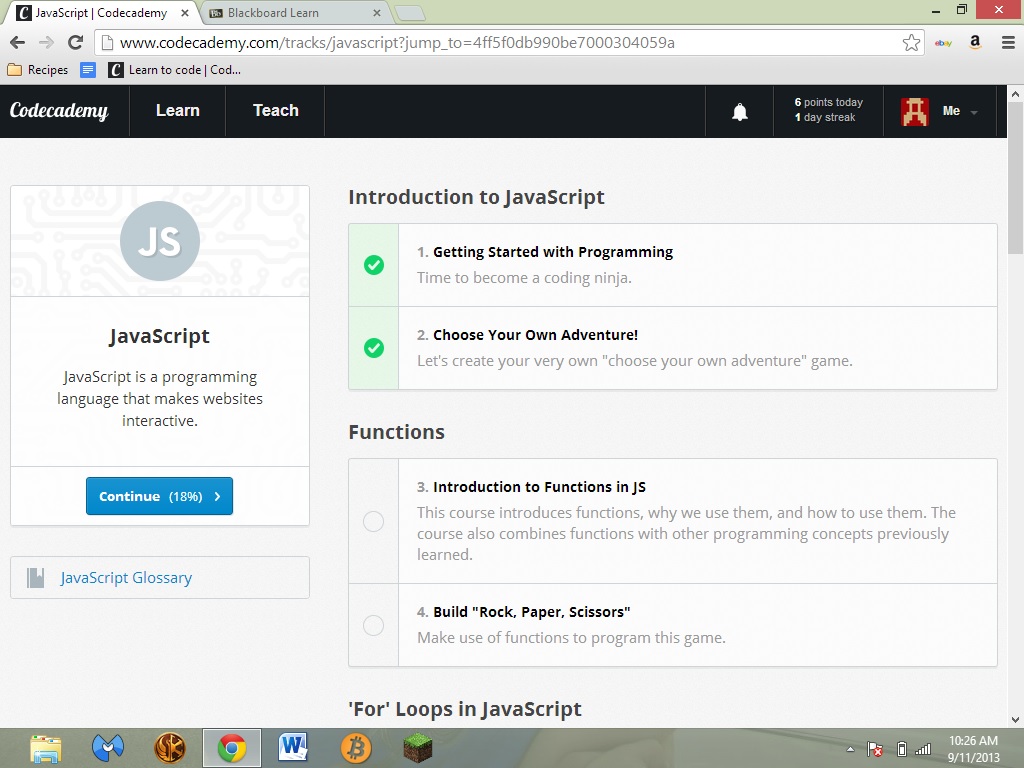 JavaScript | Codecademy
Blackboard Learn
www.codecademy.com/tracks/javascript?jump_to=4ff5f0db990be7000304059a
ebay
a
Recipes
Learn to code | Cod...
Codecademy
Learn
Teach
6 points today
1 day streak
Me
JS
JavaScript
JavaScript is a programming
language that makes websites
interactive.
Continue (18%)
JavaScript Glossary
Introduction to JavaScript
1. Getting Started with Programming
Time to become a coding ninja.
2. Choose Your Own Adventure!
Let's create your very own "choose your own adventure" game.
Functions
3. Introduction to Functions in JS
This course introduces functions, why we use them, and how to use them. The
course also combines functions with other programming concepts previously
learned.
4. Build "Rock, Paper, Scissors"
Make use of functions to program this game.
'For' Loops in JavaScript
10:26 AM
9/11/2013